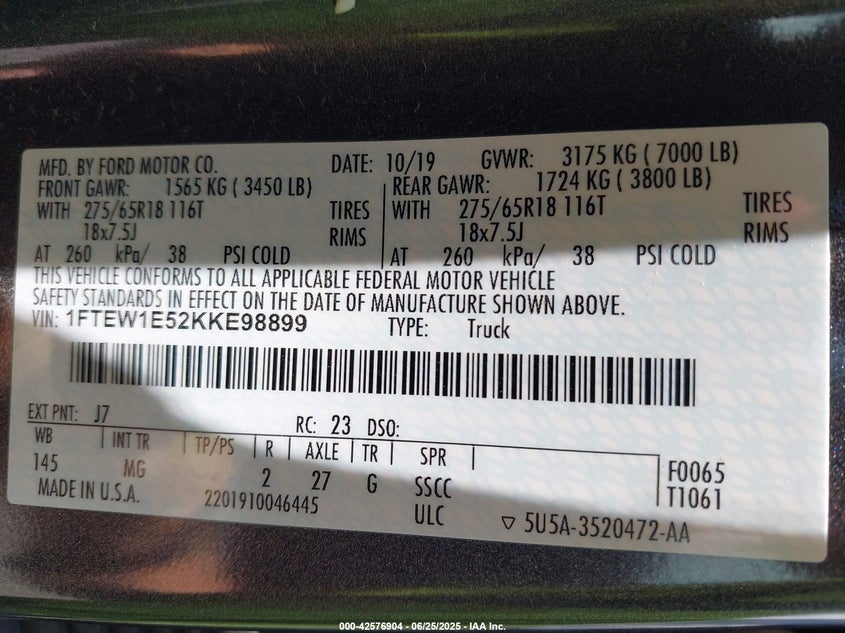 MFD. BY FORD MOTOR CO. DATE: 10/19 GVWR: 3175 KG ( 7000 LB)
FRONT GAWR: 1565 KG ( 3450 LB) REAR GAWR: 1724 KG ( 3800 LB)
WITH 275/65R18 116T TIRES WITH 275/65R18 116T TIRES
18x7.5J RIMS 18x7.5J RIMS
AT 260 kPa/ 38 PSI COLD AT 260 kPa/ 38 PSI COLD
THIS VEHICLE CONFORMS TO ALL APPLICABLE FEDERAL MOTOR VEHICLE
SAFETY STANDARDS IN EFFECT ON THE DATE OF MANUFACTURE SHOWN ABOVE.
VIN: 1FTEW1E52KKE98899 TYPE: Truck
EXT PNT: J7 RC: 23 DSO:
WB INT TR TP/PS R AXLE TR SPR
145 MG 2 27 G SSCC F0065
ULC T1061
MADE IN U.S.A. 2201910046445 5U5A-3520472-AA
000-42576904 - 06/25/2025 - IAA Inc.